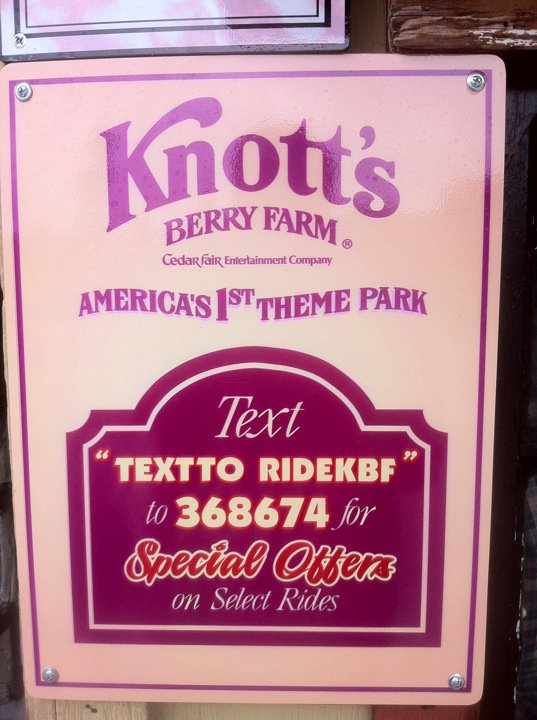 Knott's
BERRY FARM®
Cedar Fair Entertainment Company
AMERICA'S 1ST THEME PARK
Text
"TEXTTO RIDEKBF"
to 368674 for
Special Offers
on Select Rides